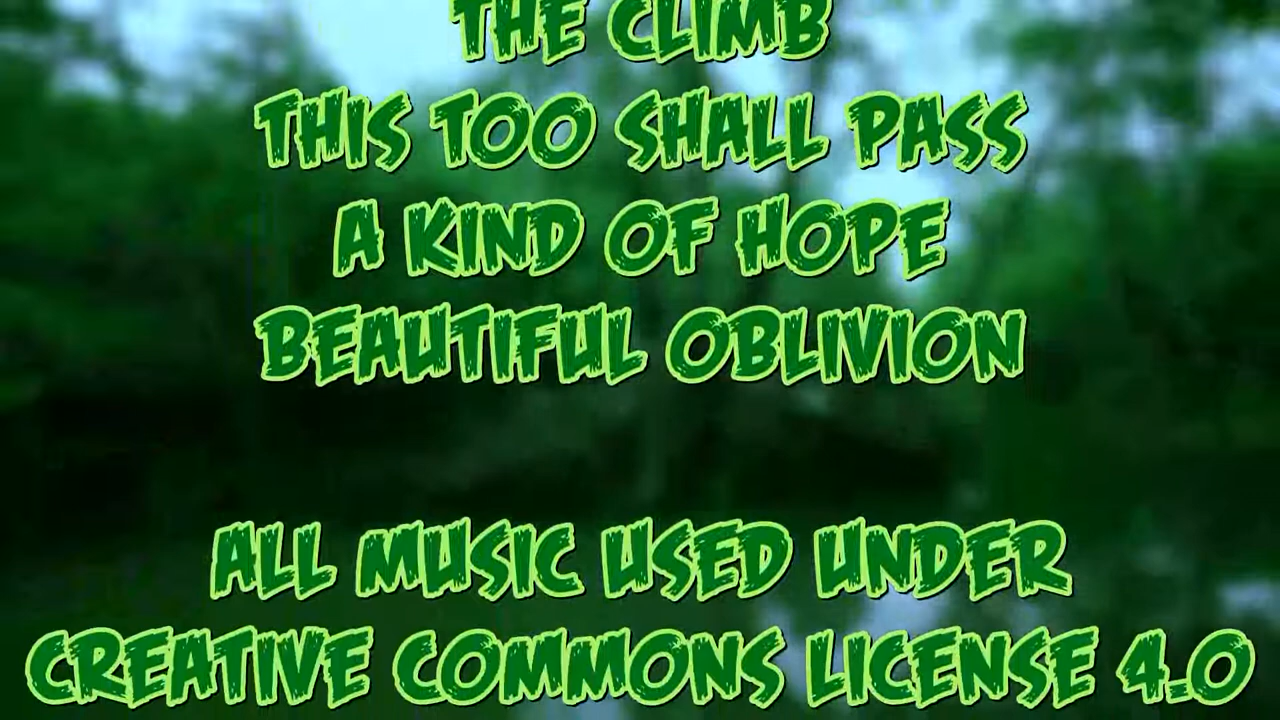 THE CLIMB
THIS TOO SHALL PASS
A KIND OF HOPE
BEAUTIFUL OBLIVION
ALL MUSIC USED UNDER
CREATIVE COMMONS LICENSE 4.0